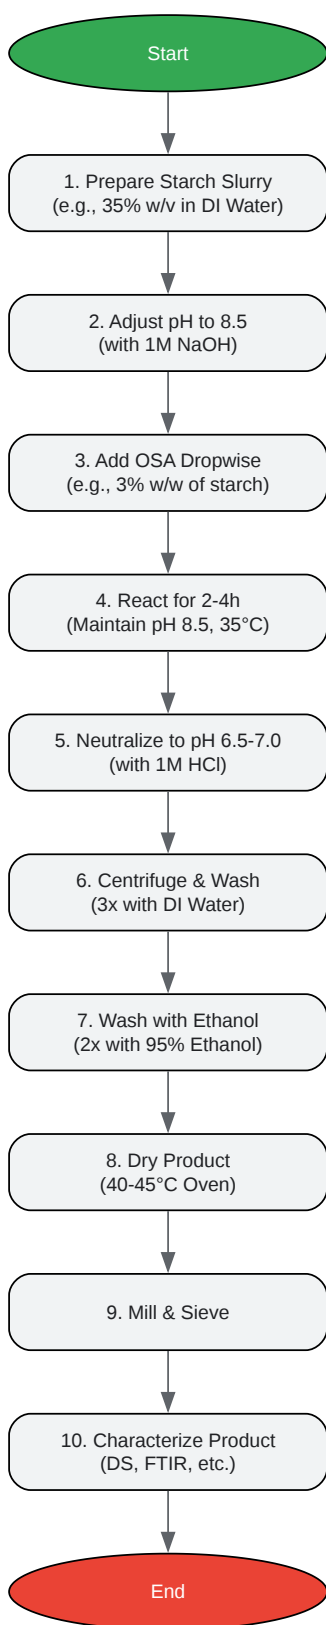 Start
1. Prepare Starch Slurry
(e.g., 35% w/v in DI Water)
2. Adjust pH to 8.5
(with 1M NaOH)
3. Add OSA Dropwise
(e.g., 3% w/w of starch)
4. React for 2-4h
(Maintain pH 8.5, 35°C)
5. Neutralize to pH 6.5-7.0
(with 1M HCl)
6. Centrifuge & Wash
(3x with DI Water)
7. Wash with Ethanol
(2x with 95% Ethanol)
8. Dry Product
(40-45°C Oven)
9. Mill & Sieve
10. Characterize Product
(DS, FTIR, etc.)
End